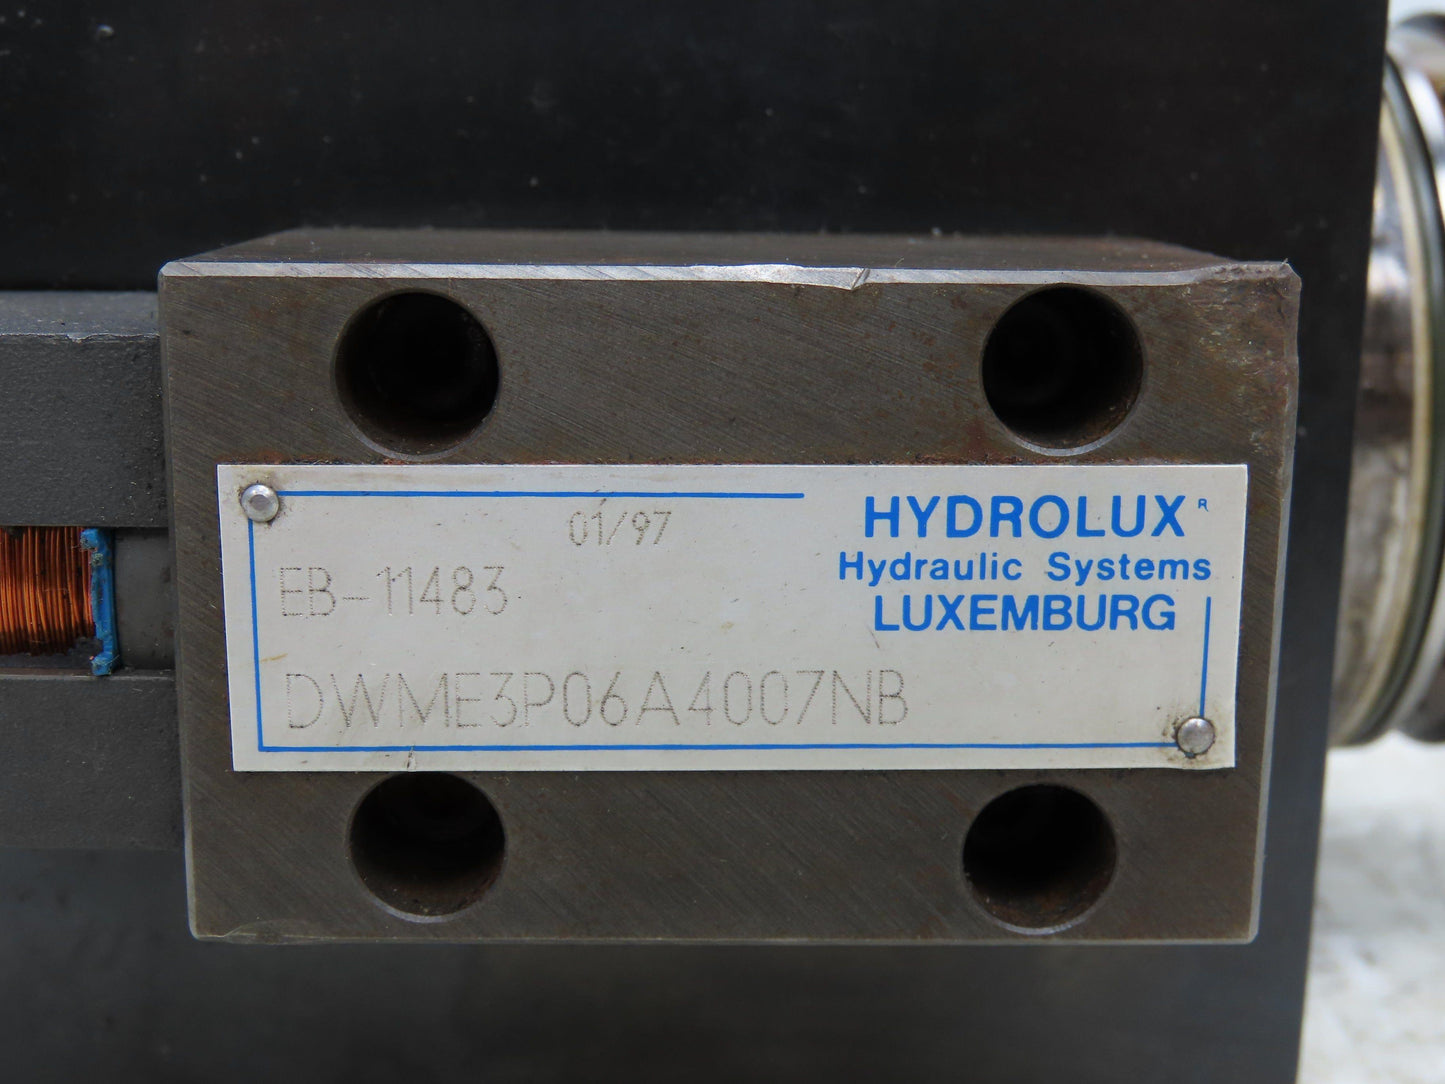 01/97
EB-11483
DWME3P06A4007NB
HYDROLUX R
Hydraulic Systems
LUXEMBURG